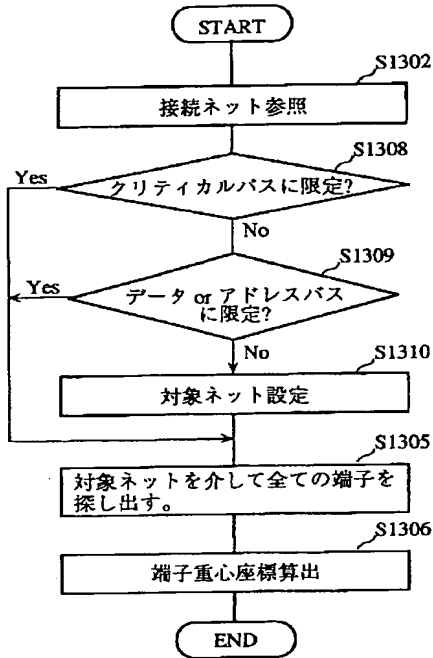 START
S1302
接続ネット参照
S1308
Yes
クリティカルパスに限定?
No
S1309
Yes
データ or アドレスバス
に限定?
No
S1310
対象ネット設定
S1305
対象ネットを介して全ての端子を
探し出す。
S1306
端子重心座標算出
END